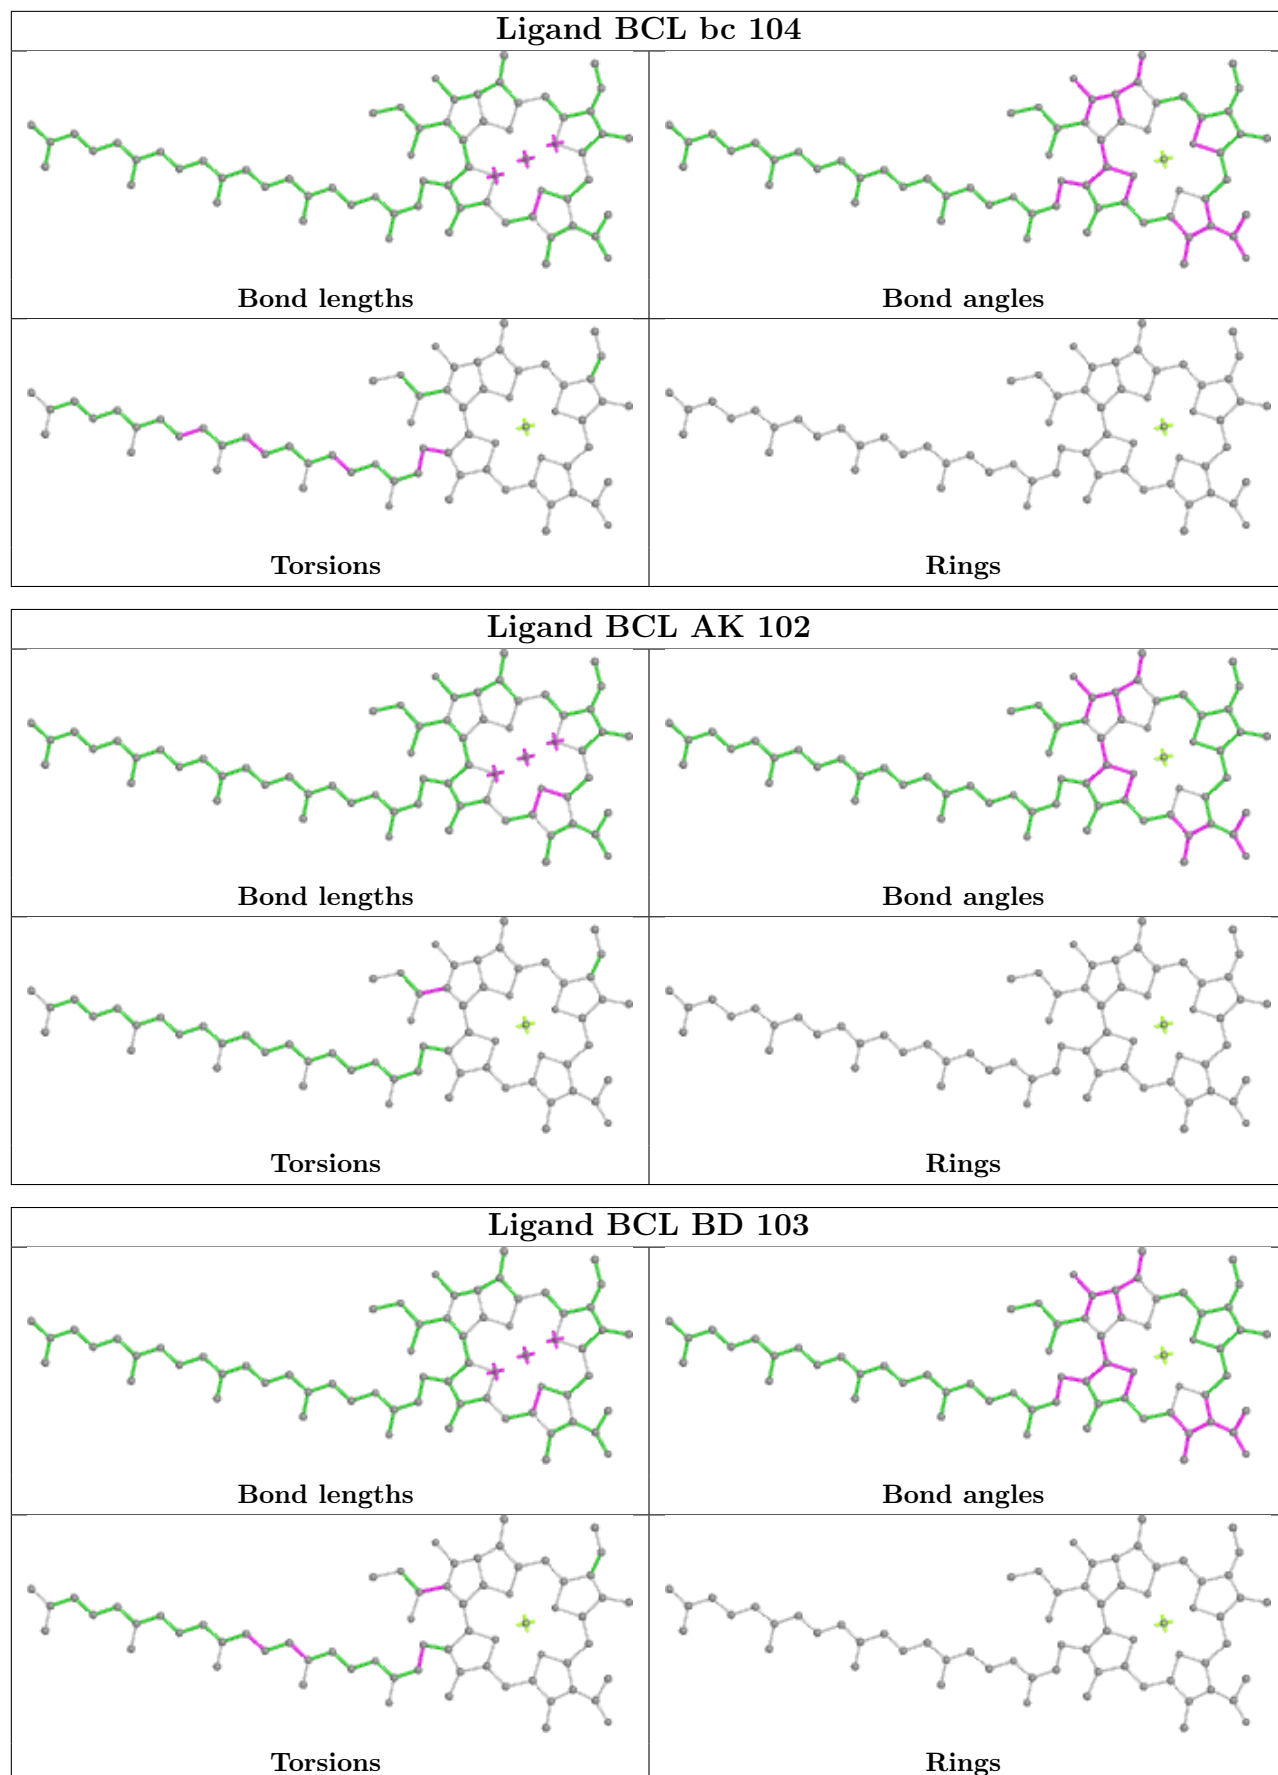 Ligand BCL bc 104
Bond lengths
Bond angles
Torsions
Rings
Ligand BCL AK 102
Bond lengths
Bond angles
Torsions
Rings
Ligand BCL BD 103
Bond lengths
Bond angles
Torsions
Rings